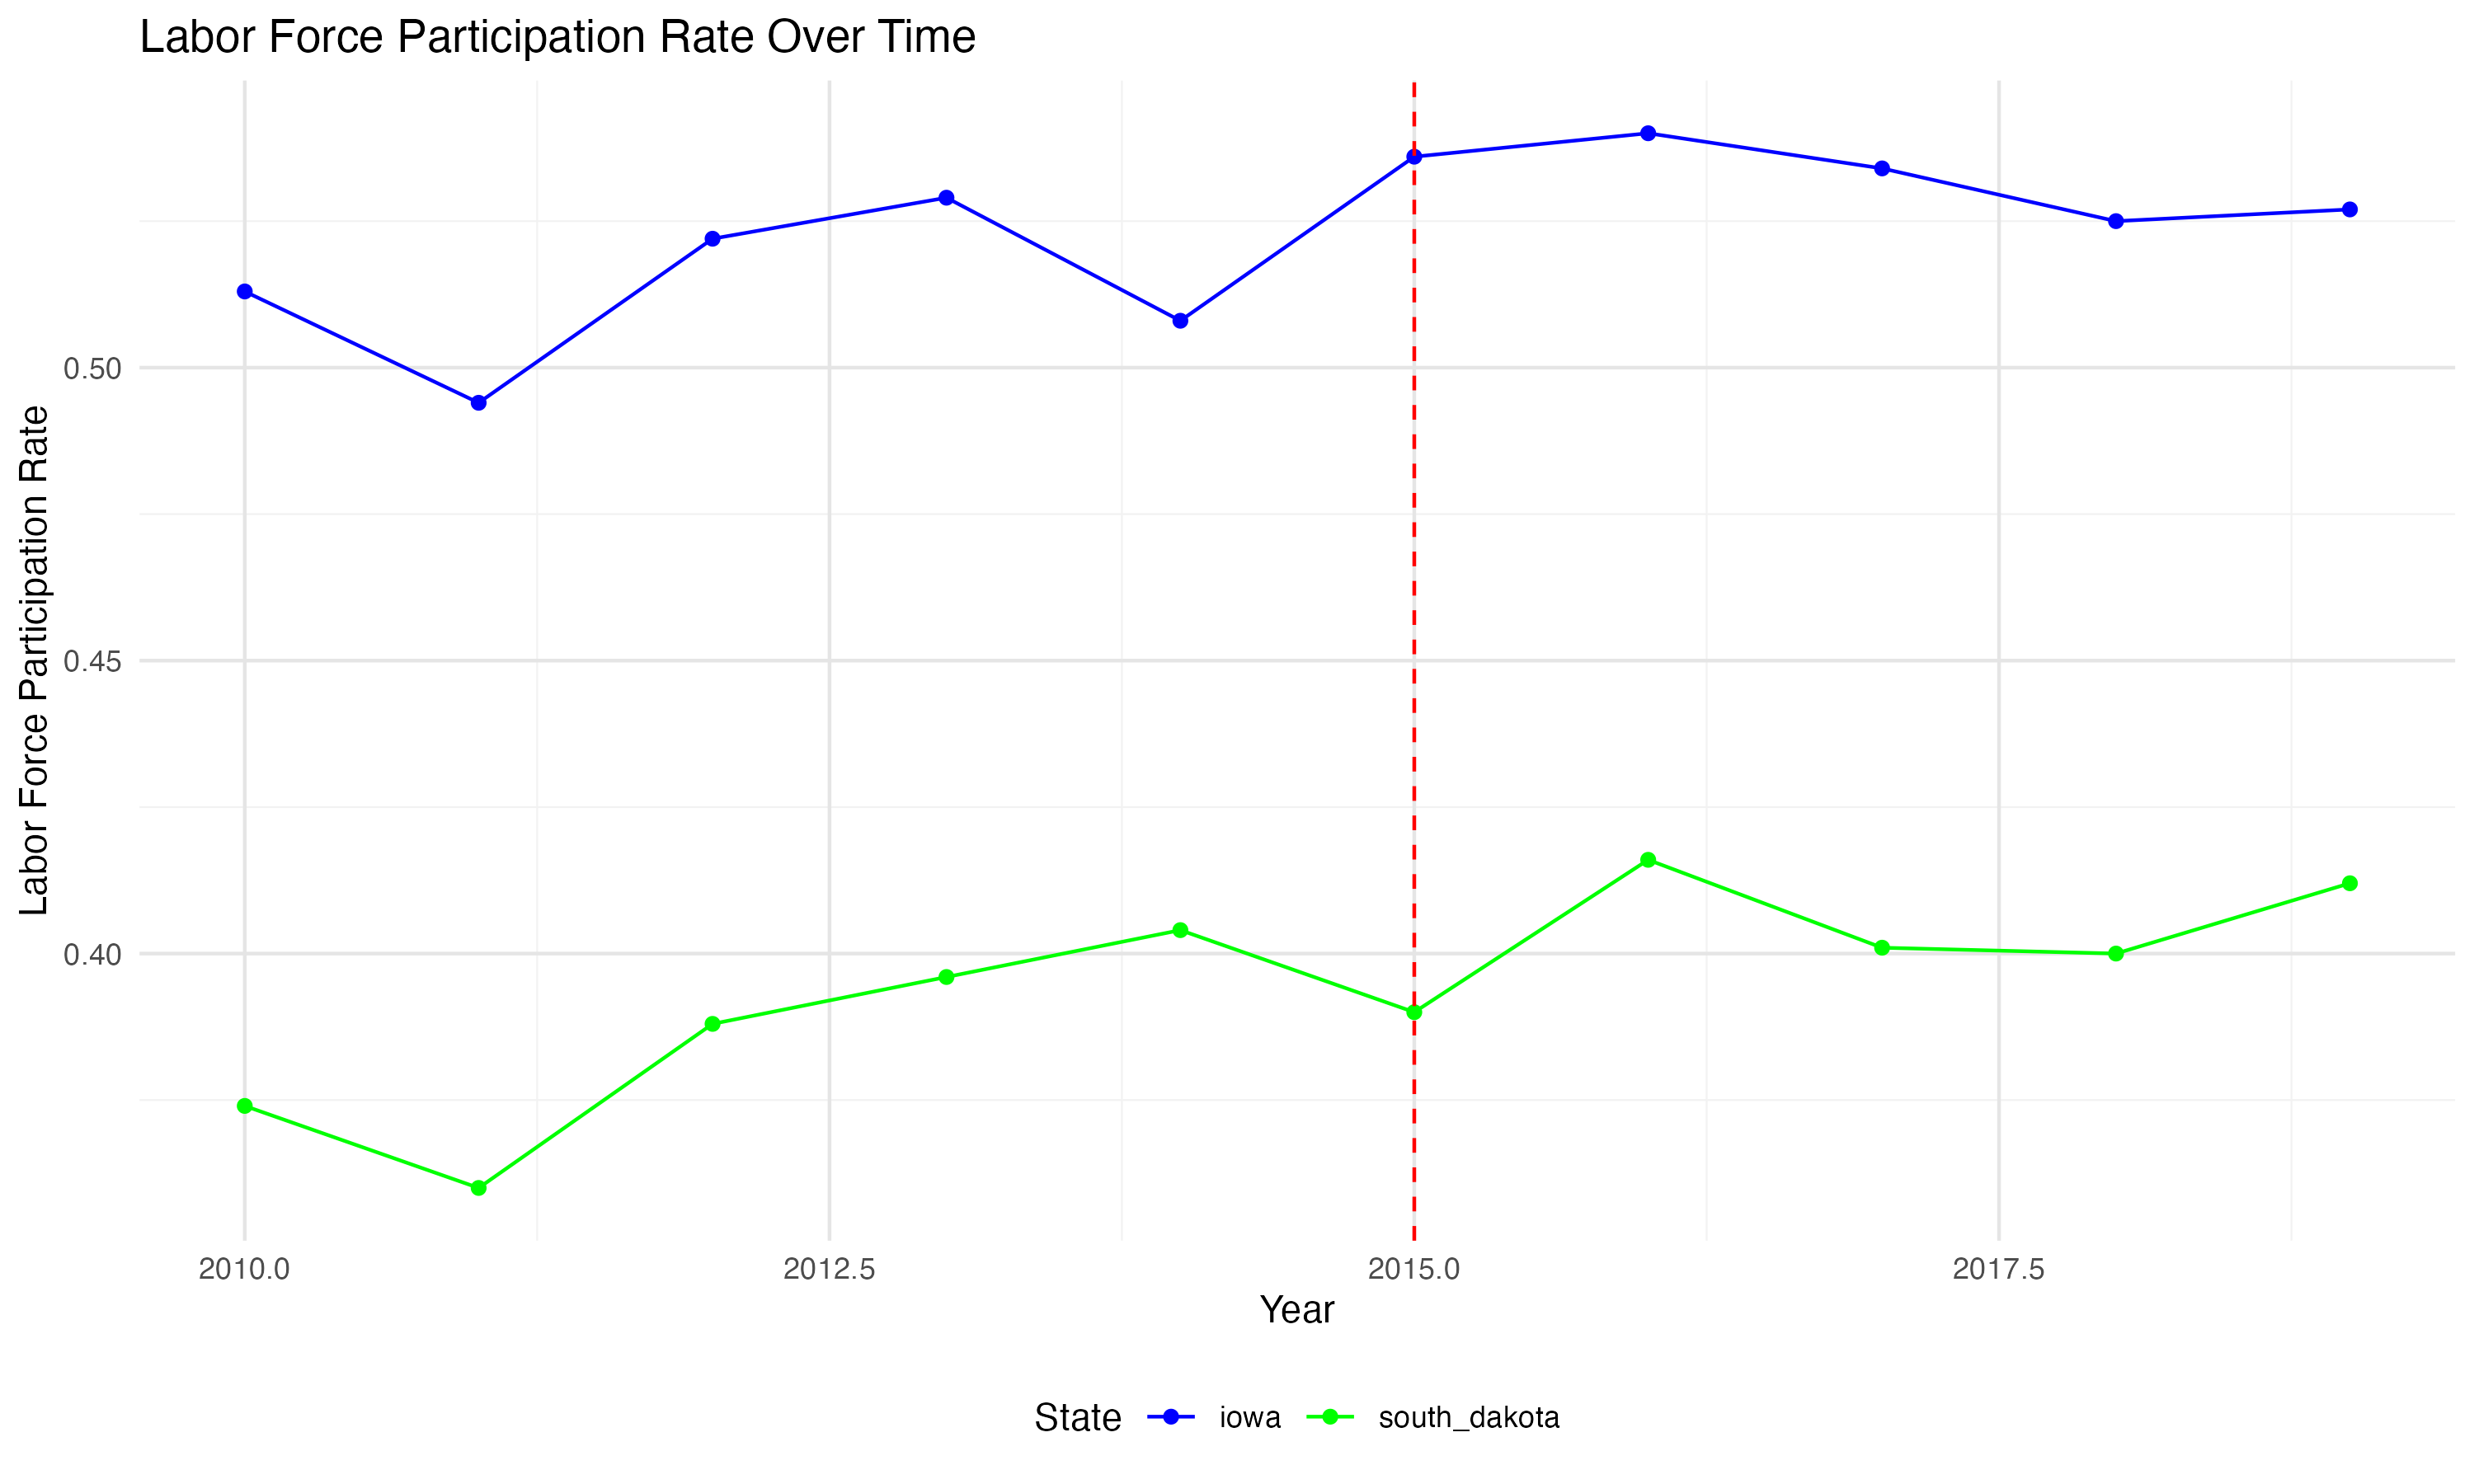 Labor Force Participation Rate Over Time
Labor Force Participation Rate
0.50
0.45
0.40
2010.0 2012.5 2015.0 2017.5
Year
State iowa south_dakota